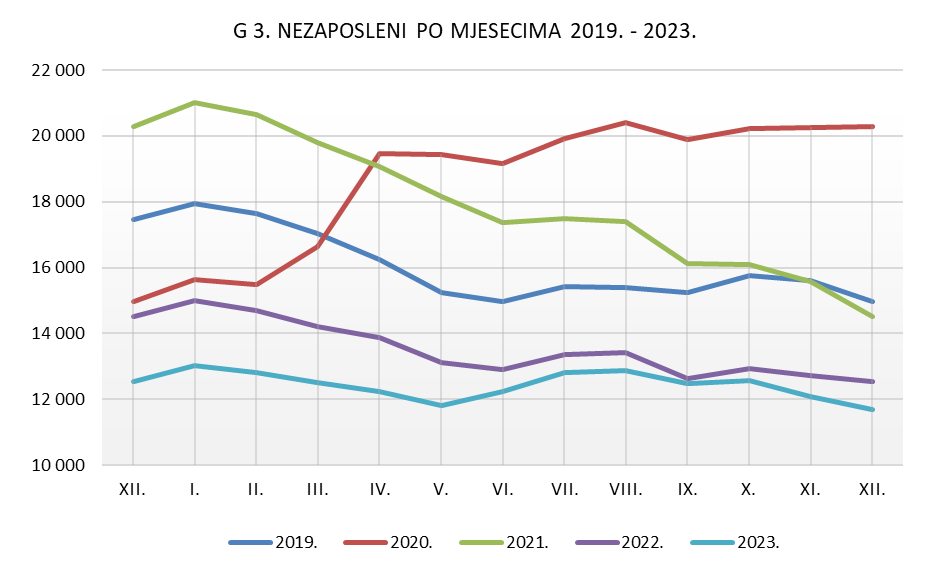 G 3. NEZAPOSLENI PO MJESECIMA 2019. - 2023.
22 000
20 000
18 000
16 000
14 000
12 000
10 000
XII. I. II. III. IV. V. VI. VII. VIII. IX. X. XI. XII.
2019. 2020. 2021. 2022. 2023.